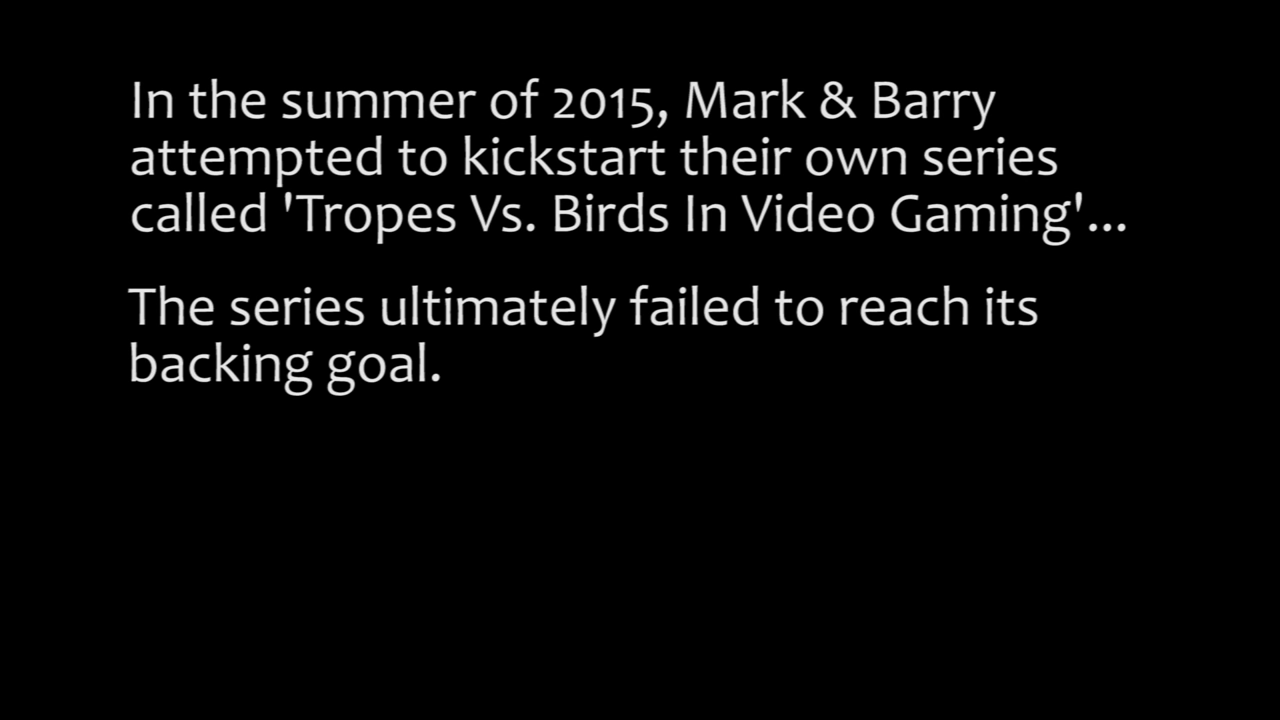 In the summer of 2015, Mark & Barry
attempted to kickstart their own series
called 'Tropes Vs. Birds In Video Gaming'...
The series ultimately failed to reach its
backing goal.